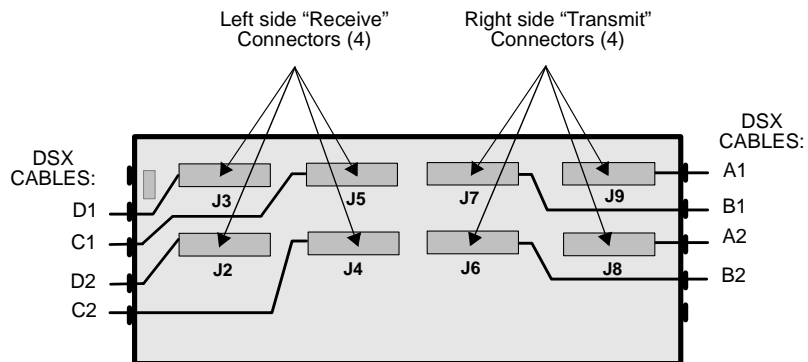 Left side “Receive”
Connectors (4)
Right side “Transmit”
Connectors (4)
DSX
CABLES:
D1
C1
D2
C2
J3
J5
J7
J9
J2
J4
J6
J8
DSX
CABLES:
A1
B1
A2
B2